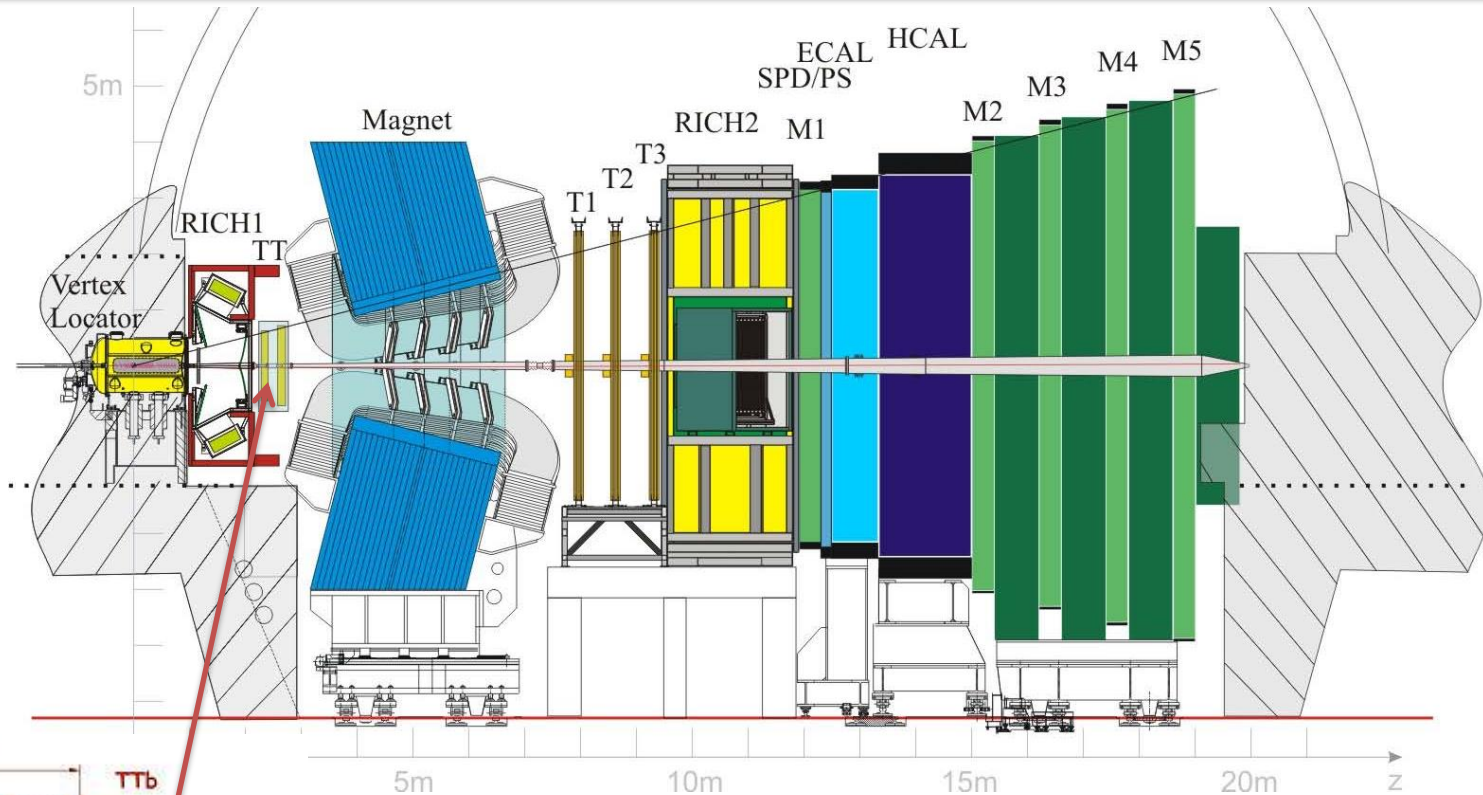 5m
Magnet
RICH1
TT
Vertex
Locator
T1
T2
T3
RICH2
SPD/PS
ECAL
HCAL
M1
M2
M3
M4
M5
TTb
5m
10m
15m
20m
z